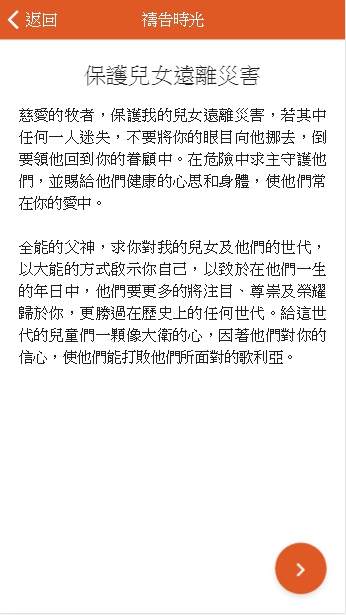 返回
禱告時光
保護兒女遠離災害
慈愛的牧者，保護我的兒女遠離災害，若其中
任何一人迷失，不要將你的眼目向他挪去，倒
要領他回到你的眷顧中。在危險中求主守護他
們，並賜給他們健康的心思和身體，使他們常
在你的愛中。
全能的父神，求你對我的兒女及他們的世代，
以大能的方式啟示你自己，以致於在他們一生
的年日中，他們要更多的將注目、尊崇及榮耀
歸於你，更勝過在歷史上的任何世代。給這世
代的兒童們一顆像大衛的心，因著他們對你的
信心，使他們能打敗他們所面對的歌利亞。